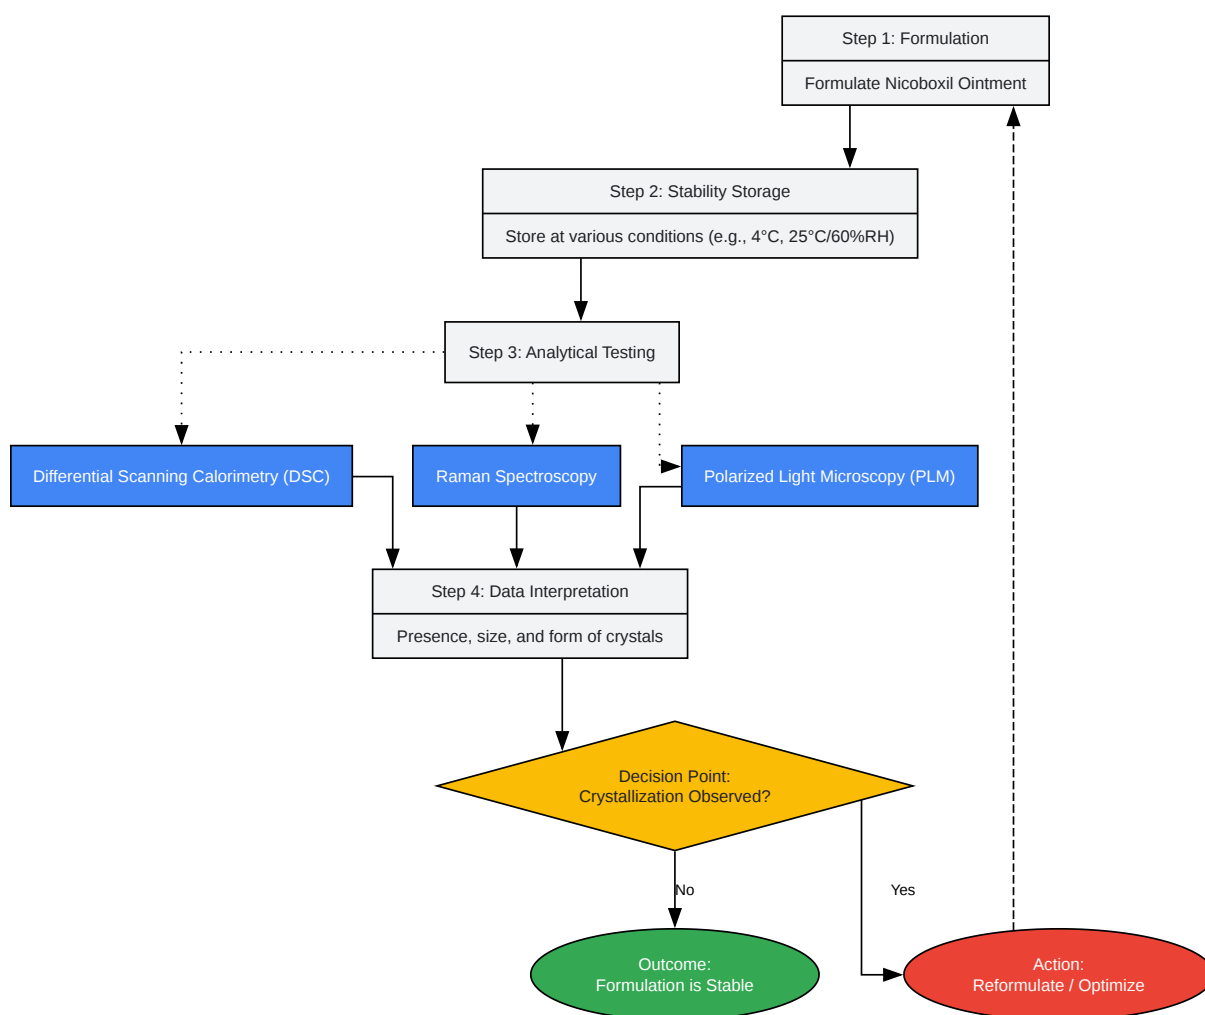 Step 1: Formulation
Formulate Nicoboxil Ointment
Step 2: Stability Storage
Store at various conditions (e.g., 4°C, 25°C/60%RH)
Step 3: Analytical Testing
Differential Scanning Calorimetry (DSC)
Raman Spectroscopy
Polarized Light Microscopy (PLM)
Step 4: Data Interpretation
Presence, size, and form of crystals
Decision Point:
Crystallization Observed?
No
Yes
Outcome:
Formulation is Stable
Action:
Reformulate / Optimize